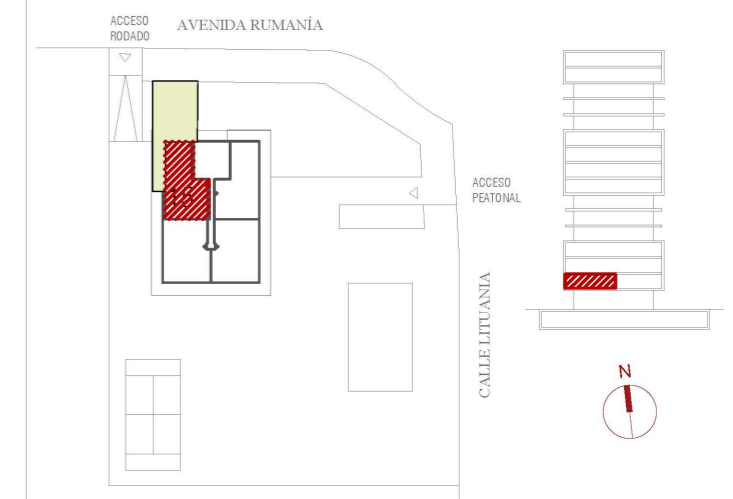 ACCESO
RODADO
AVENIDA RUMANÍA
ACCESO
PEATONAL
CALLE LITUANIA
N